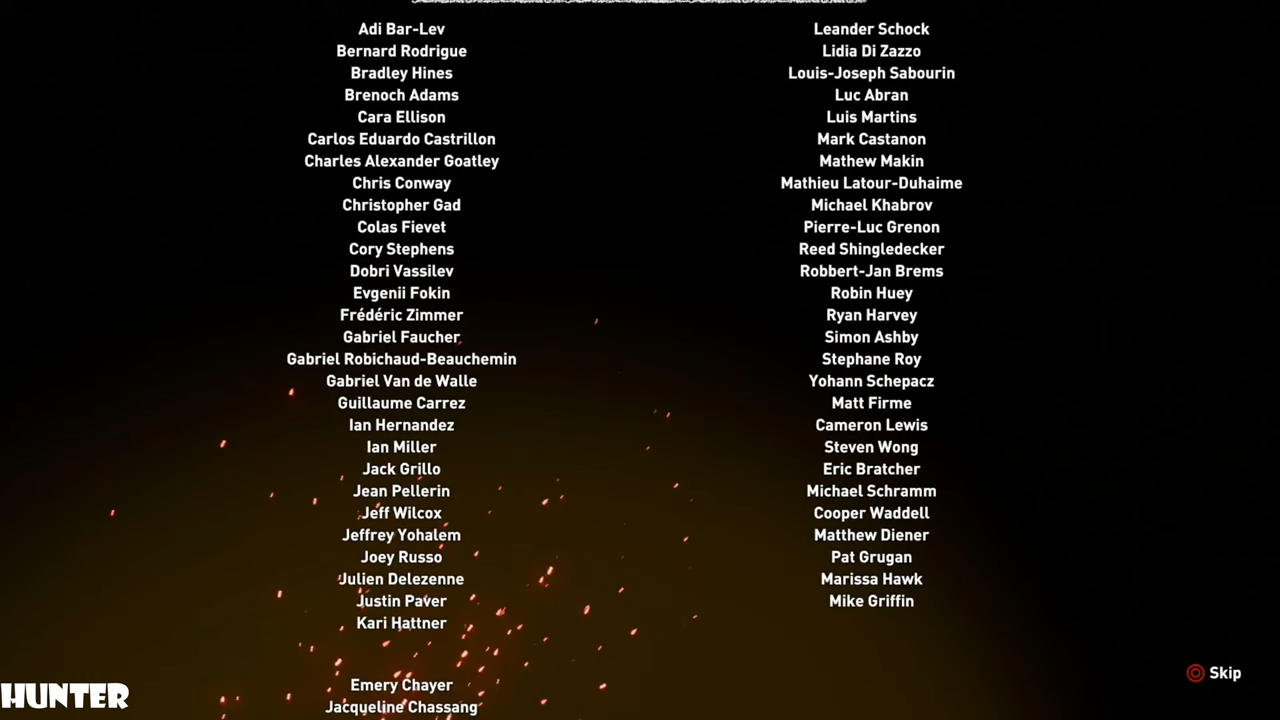 Adi Bar-Lev
Bernard Rodrigue
Bradley Hines
Brenoch Adams
Cara Ellison
Carlos Eduardo Castrillon
Charles Alexander Goatley
Chris Conway
Christopher Gad
Colas Fievet
Cory Stephens
Dobri Vassilev
Evgenii Fokin
Frédéric Zimmer
Gabriel Faucher
Gabriel Robichaud-Beauchemin
Gabriel Van de Walle
Guillaume Carrez
Ian Hernandez
Ian Miller
Jack Grillo
Jean Pellerin
Jeff Wilcox
Jeffrey Yohalem
Joey Russo
Julien Delezenne
Justin Paver
Kari Hattner
Leander Schock
Lidia Di Zazzo
Louis-Joseph Sabourin
Luc Abran
Luis Martins
Mark Castanon
Mathew Makin
Mathieu Latour-Duhaime
Michael Khabrov
Pierre-Luc Grenon
Reed Shingledecker
Robbert-Jan Brems
Robin Huey
Ryan Harvey
Simon Ashby
Stephane Roy
Yohann Schepacz
Matt Firme
Cameron Lewis
Steven Wong
Eric Bratcher
Michael Schramm
Cooper Waddell
Matthew Diener
Pat Grugan
Marissa Hawk
Mike Griffin
Emery Chayer
Jacqueline Chassang
Skip
HUNTER